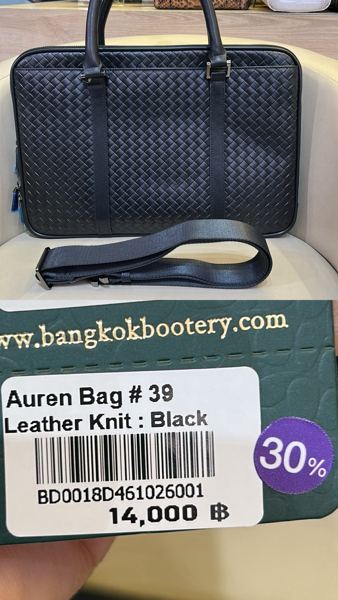 www.bangkokbootery.com
Auren Bag # 39
Leather Knit : Black
30%
BD0018D461026001
14,000 ฿